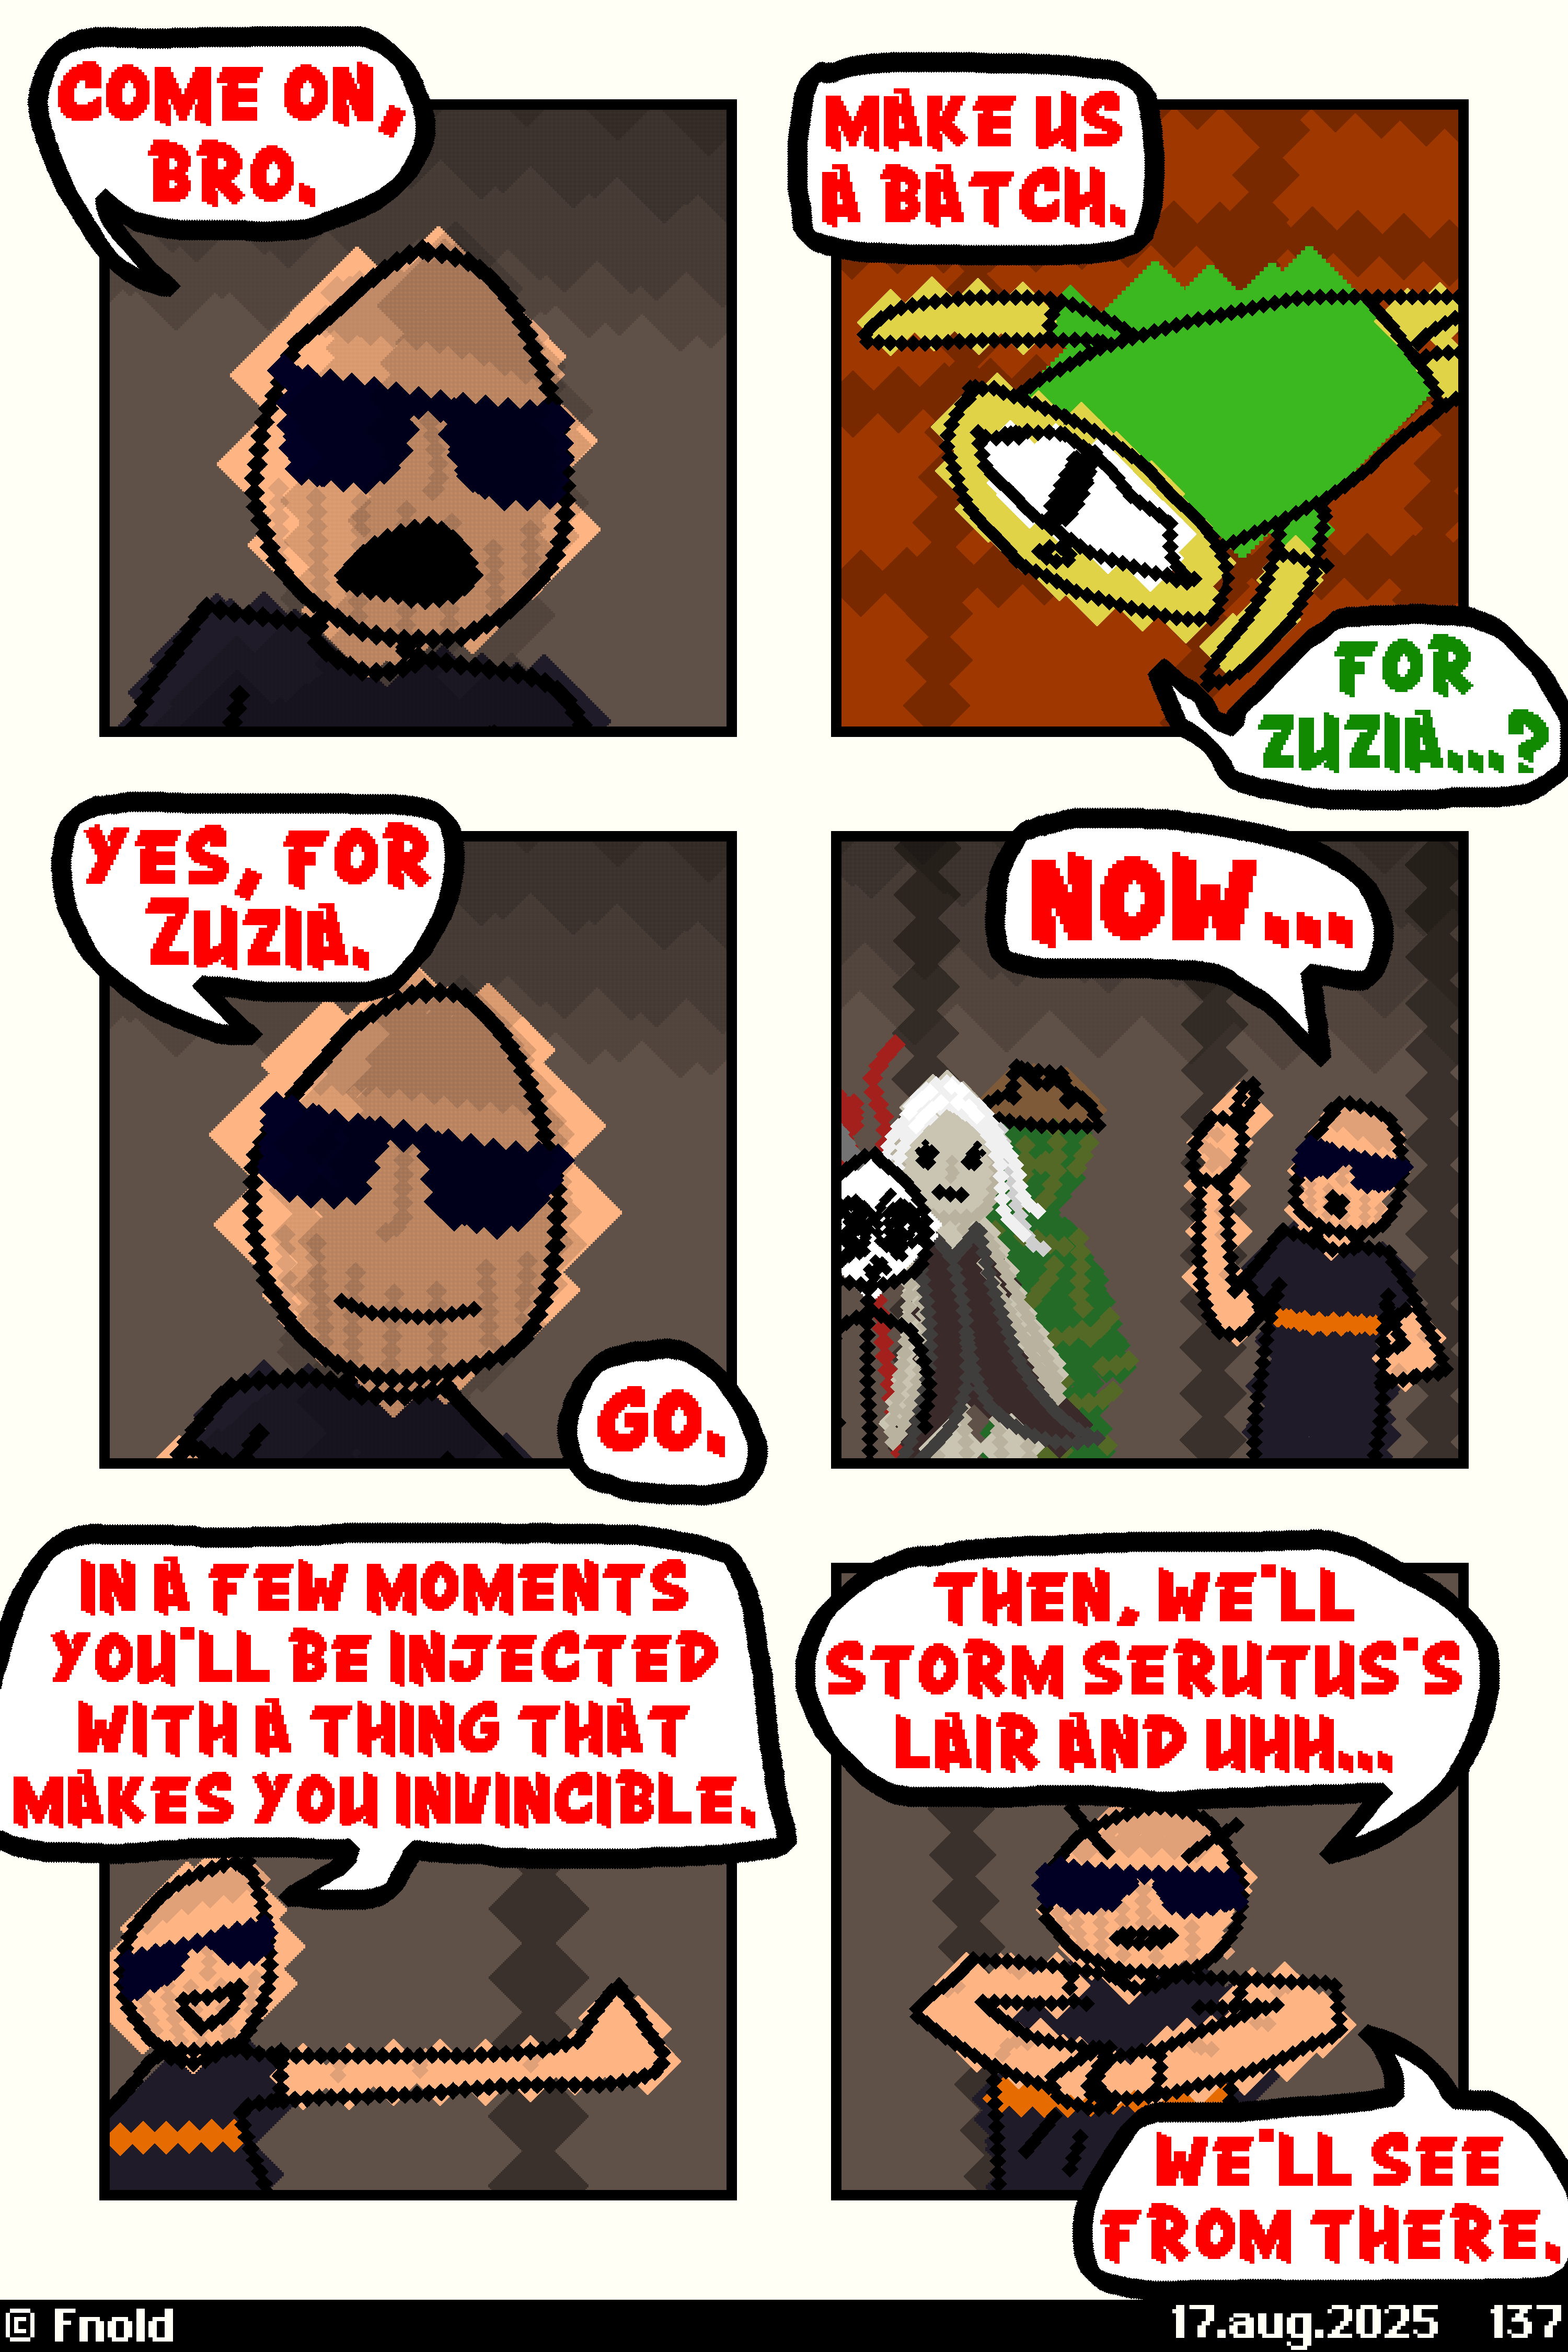 COME ON,
BRO.
MAKE US
A BATCH.
FOR
ZUZIA...?
YES, FOR
ZUZIA.
GO.
NOW...
IN A FEW MOMENTS
YOU'LL BE INJECTED
WITH A THING THAT
MAKES YOU INVINCIBLE.
THEN, WE'LL
STORM SERUTUS'S
LAIR AND UHH...
WE'LL SEE
FROM THERE.
© Fnold
17.aug.2025 137